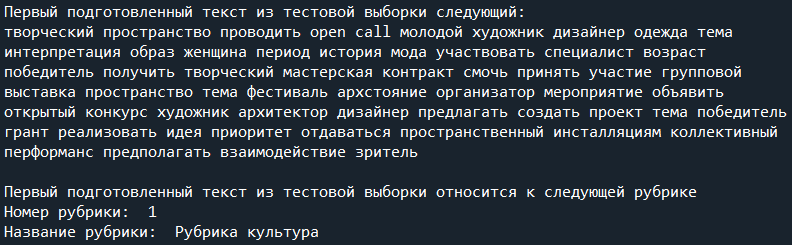 Первый подготовленный текст из тестовой выборки следующий:
творческий пространство проводить open call молодой художник дизайнер одежда тема
интерпретация образ женщина период история мода участвовать специалист возраст
победитель получить творческий мастерская контракт смочь принять участие групповой
выставка пространство тема фестиваль архстояние организатор мероприятие объявить
открытый конкурс художник архитектор дизайнер предлагать создать проект тема победитель
грант реализовать идея приоритет отдаваться пространственный инсталляциям коллективный
перформанс предполагать взаимодействие зритель
Первый подготовленный текст из тестовой выборки относится к следующей рубрике
Номер рубрики:  1
Название рубрики:  Рубрика культура